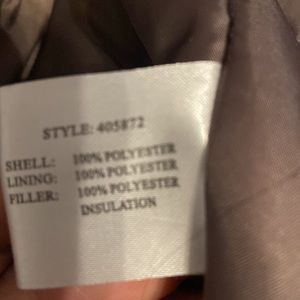 STYLE: 405872
SHELL: 100% POLYESTER
LINING: 100% POLYESTER
FILLER: 100% POLYESTER
INSULATION